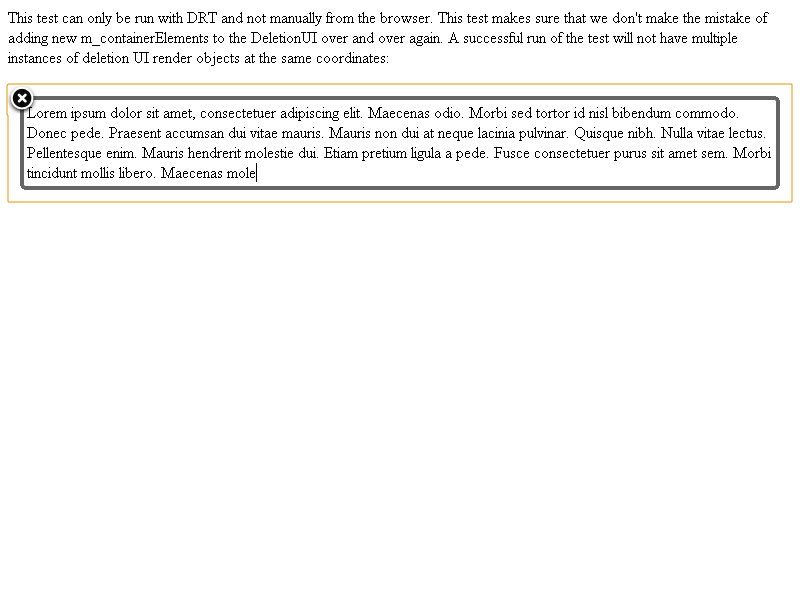 This test can only be run with DRT and not manually from the browser. This test makes sure that we don't make the mistake of
adding new m_containerElements to the DeletionUI over and over again. A successful run of the test will not have multiple
instances of deletion UI render objects at the same coordinates:
Lorem ipsum dolor sit amet, consectetuer adipiscing elit. Maecenas odio. Morbi sed tortor id nisl bibendum commodo.
Donec pede. Praesent accumsan dui vitae mauris. Mauris non dui at neque lacinia pulvinar. Quisque nibh. Nulla vitae lectus.
Pellentesque enim. Mauris hendrerit molestie dui. Etiam pretium ligula a pede. Fusce consectetuer purus sit amet sem. Morbi
tincidunt mollis libero. Maecenas mole